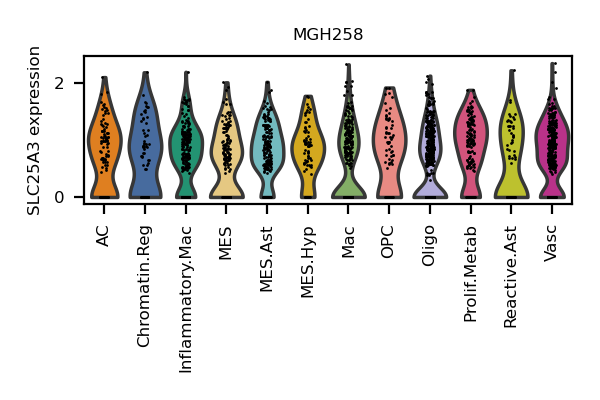 MGH258
SLC25A3 expression
2
0
AC
Chromatin.Reg
Inflammatory.Mac
MES
MES.Ast
MES.Hyp
Mac
OPC
Oligo
Prolif.Metab
Reactive.Ast
Vasc